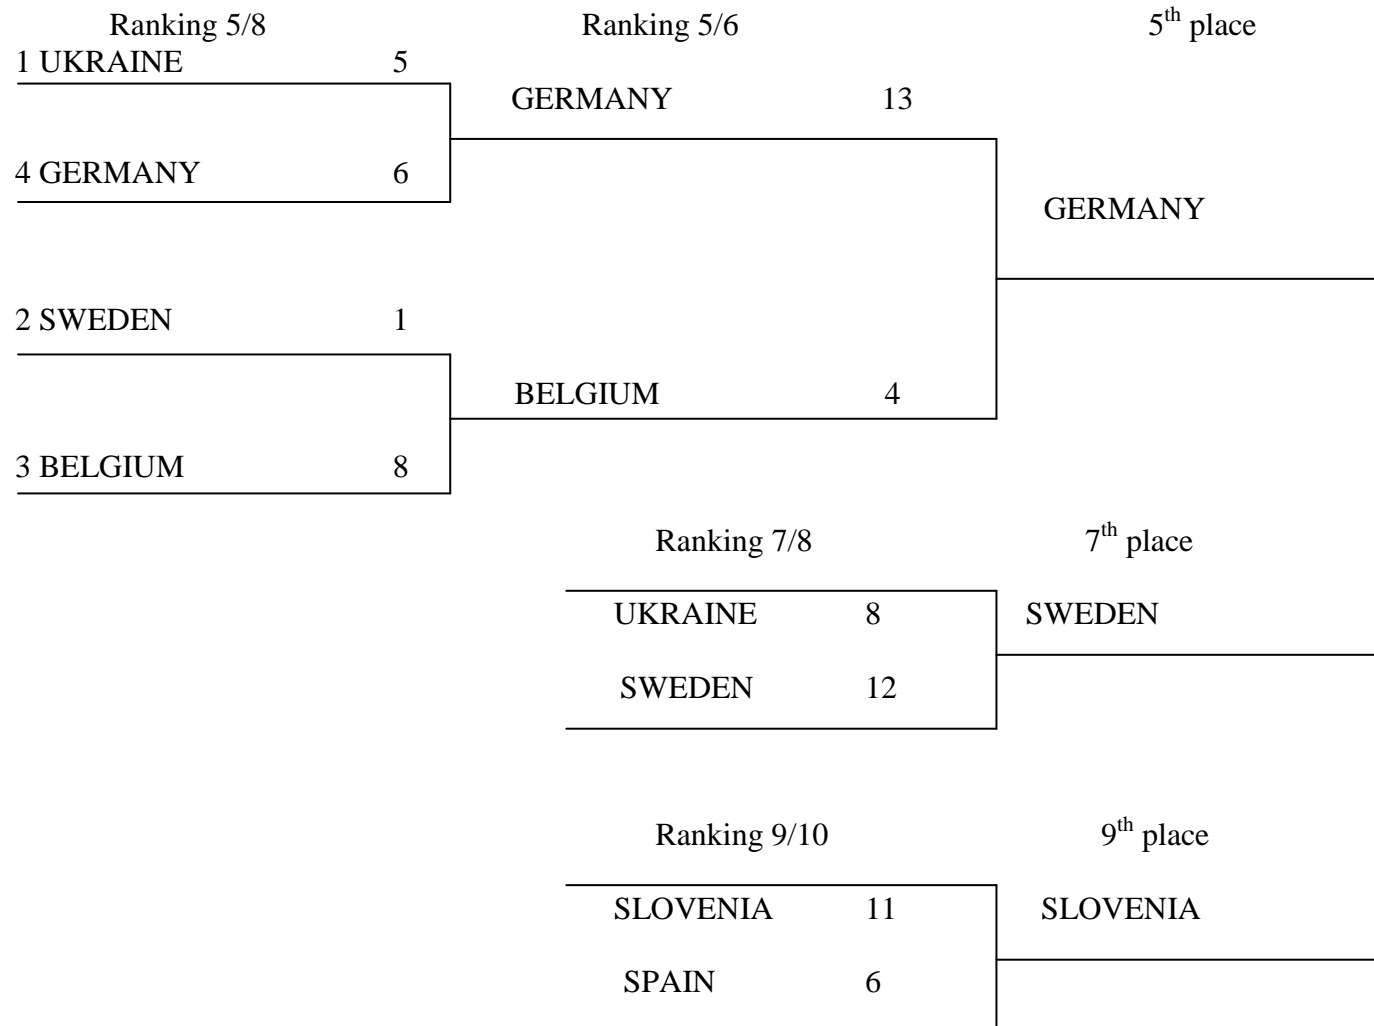 Ranking 5/8 Ranking 5/6 5th place
1 UKRAINE 5
GERMANY 13
4 GERMANY 6
GERMANY
2 SWEDEN 1
BELGIUM 4
3 BELGIUM 8
Ranking 7/8 7th place
UKRAINE 8 SWEDEN
SWEDEN 12
Ranking 9/10 9th place
SLOVENIA 11 SLOVENIA
SPAIN 6